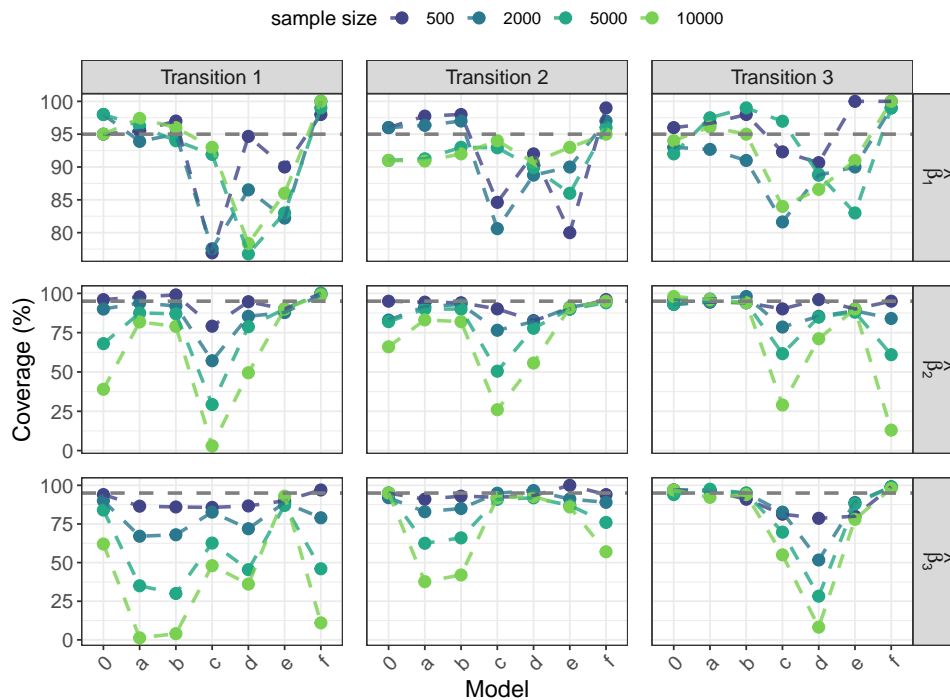 sample size 500 2000 5000 10000
Transition 1 Transition 2 Transition 3
100
95
90
85
80
β̂1
100
75
50
25
0
β̂2
100
75
50
25
0
β̂3
Coverage (%)
0 a b c d e f 0 a b c d e f 0 a b c d e f
Model